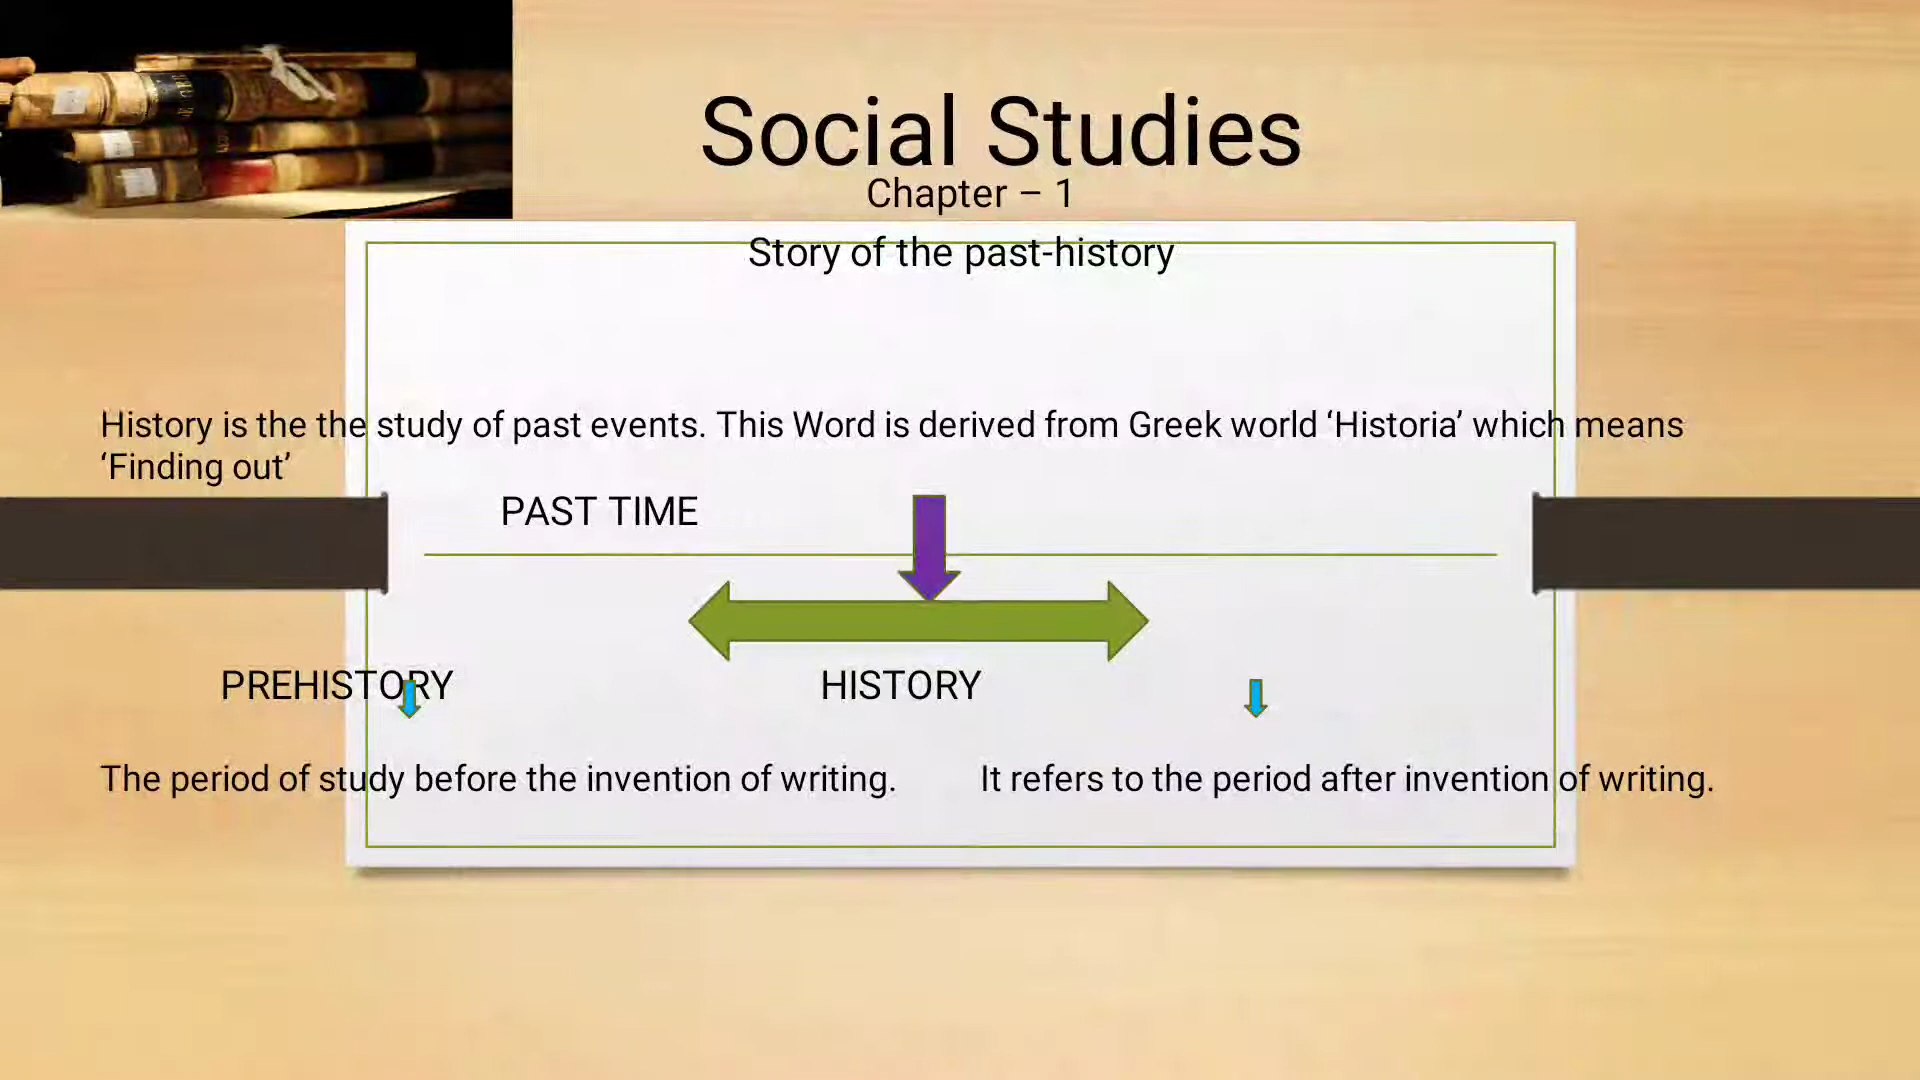 Social Studies
Chapter – 1
Story of the past-history
History is the the study of past events. This Word is derived from Greek world ‘Historia’ which means
‘Finding out’
PAST TIME
PREHISTORY HISTORY
The period of study before the invention of writing. It refers to the period after invention of writing.